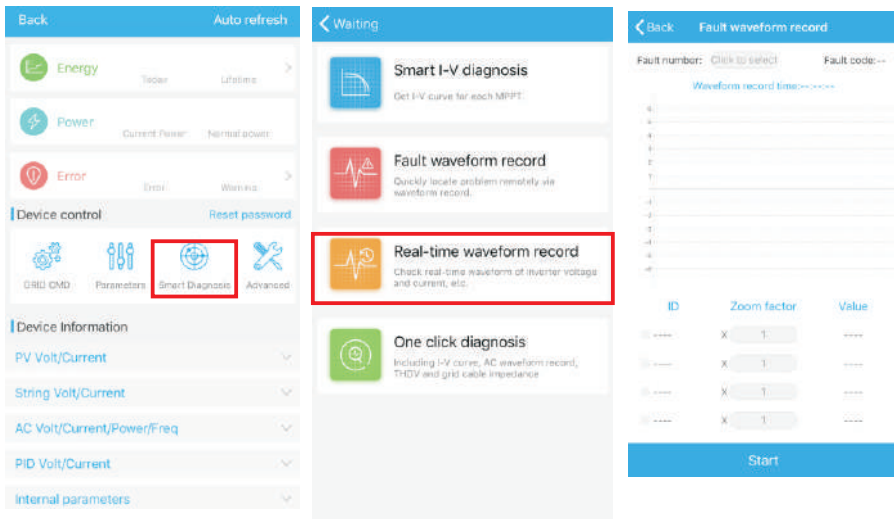 Back Auto refresh
Energy
Today Lifetime
Power
Current Power Normal power
Error
Error Warning
Device control Reset password
GRID CMD Parameters Smart Diagnosis Advanced
Device Information
PV Volt/Current
String Volt/Current
AC Volt/Current/Power/Freq
PID Volt/Current
Internal parameters
Waiting
Smart I-V diagnosis
Get I-V curve for each MPPT.
Fault waveform record
Quickly locate problem remotely via
waveform record.
Real-time waveform record
Check real-time waveform of inverter voltage
and current, etc.
One click diagnosis
Including I-V curve, AC waveform record,
THDV and grid cable impedance
Back Fault waveform record
Fault number: Click to select Fault code:--
Waveform record time:--:--:--
ID Zoom factor Value
---- X 1 ----
---- X 1 ----
---- X 1 ----
---- X 1 ----
Start